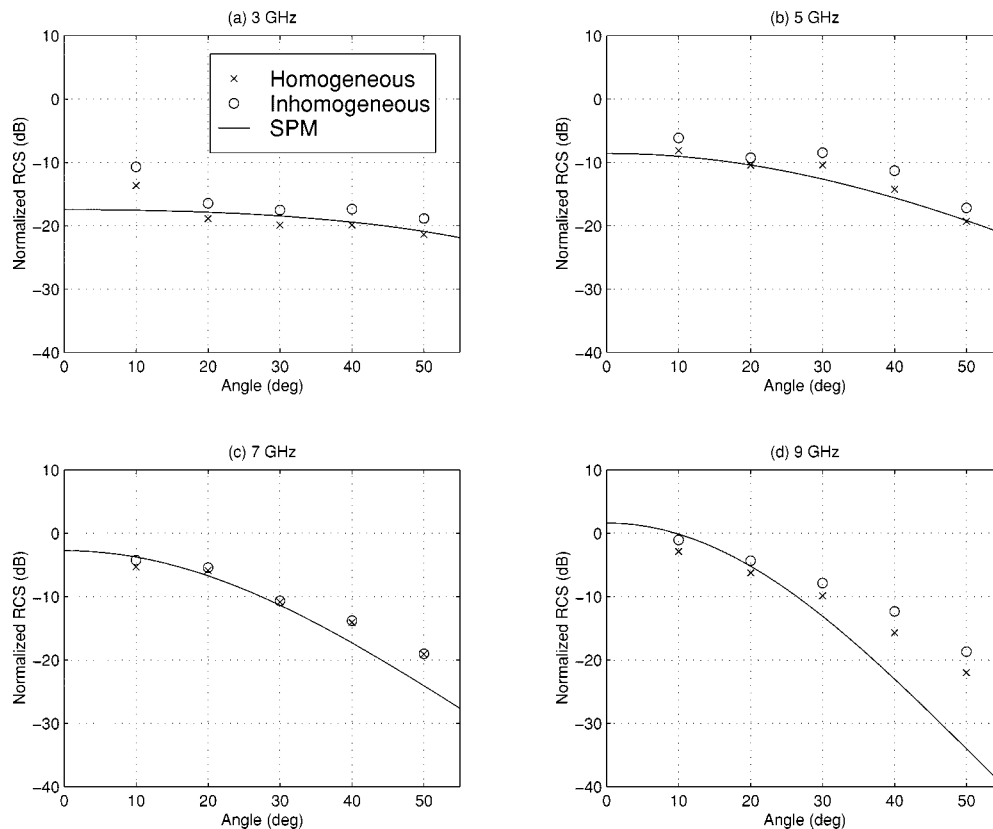 (a) 3 GHz
10
0
−10
−20
−30
−40
Normalized RCS (dB)
Homogeneous
Inhomogeneous
SPM
0 10 20 30 40 50
Angle (deg)
(b) 5 GHz
10
0
−10
−20
−30
−40
Normalized RCS (dB)
0 10 20 30 40 50
Angle (deg)
(c) 7 GHz
10
0
−10
−20
−30
−40
Normalized RCS (dB)
0 10 20 30 40 50
Angle (deg)
(d) 9 GHz
10
0
−10
−20
−30
−40
Normalized RCS (dB)
0 10 20 30 40 50
Angle (deg)